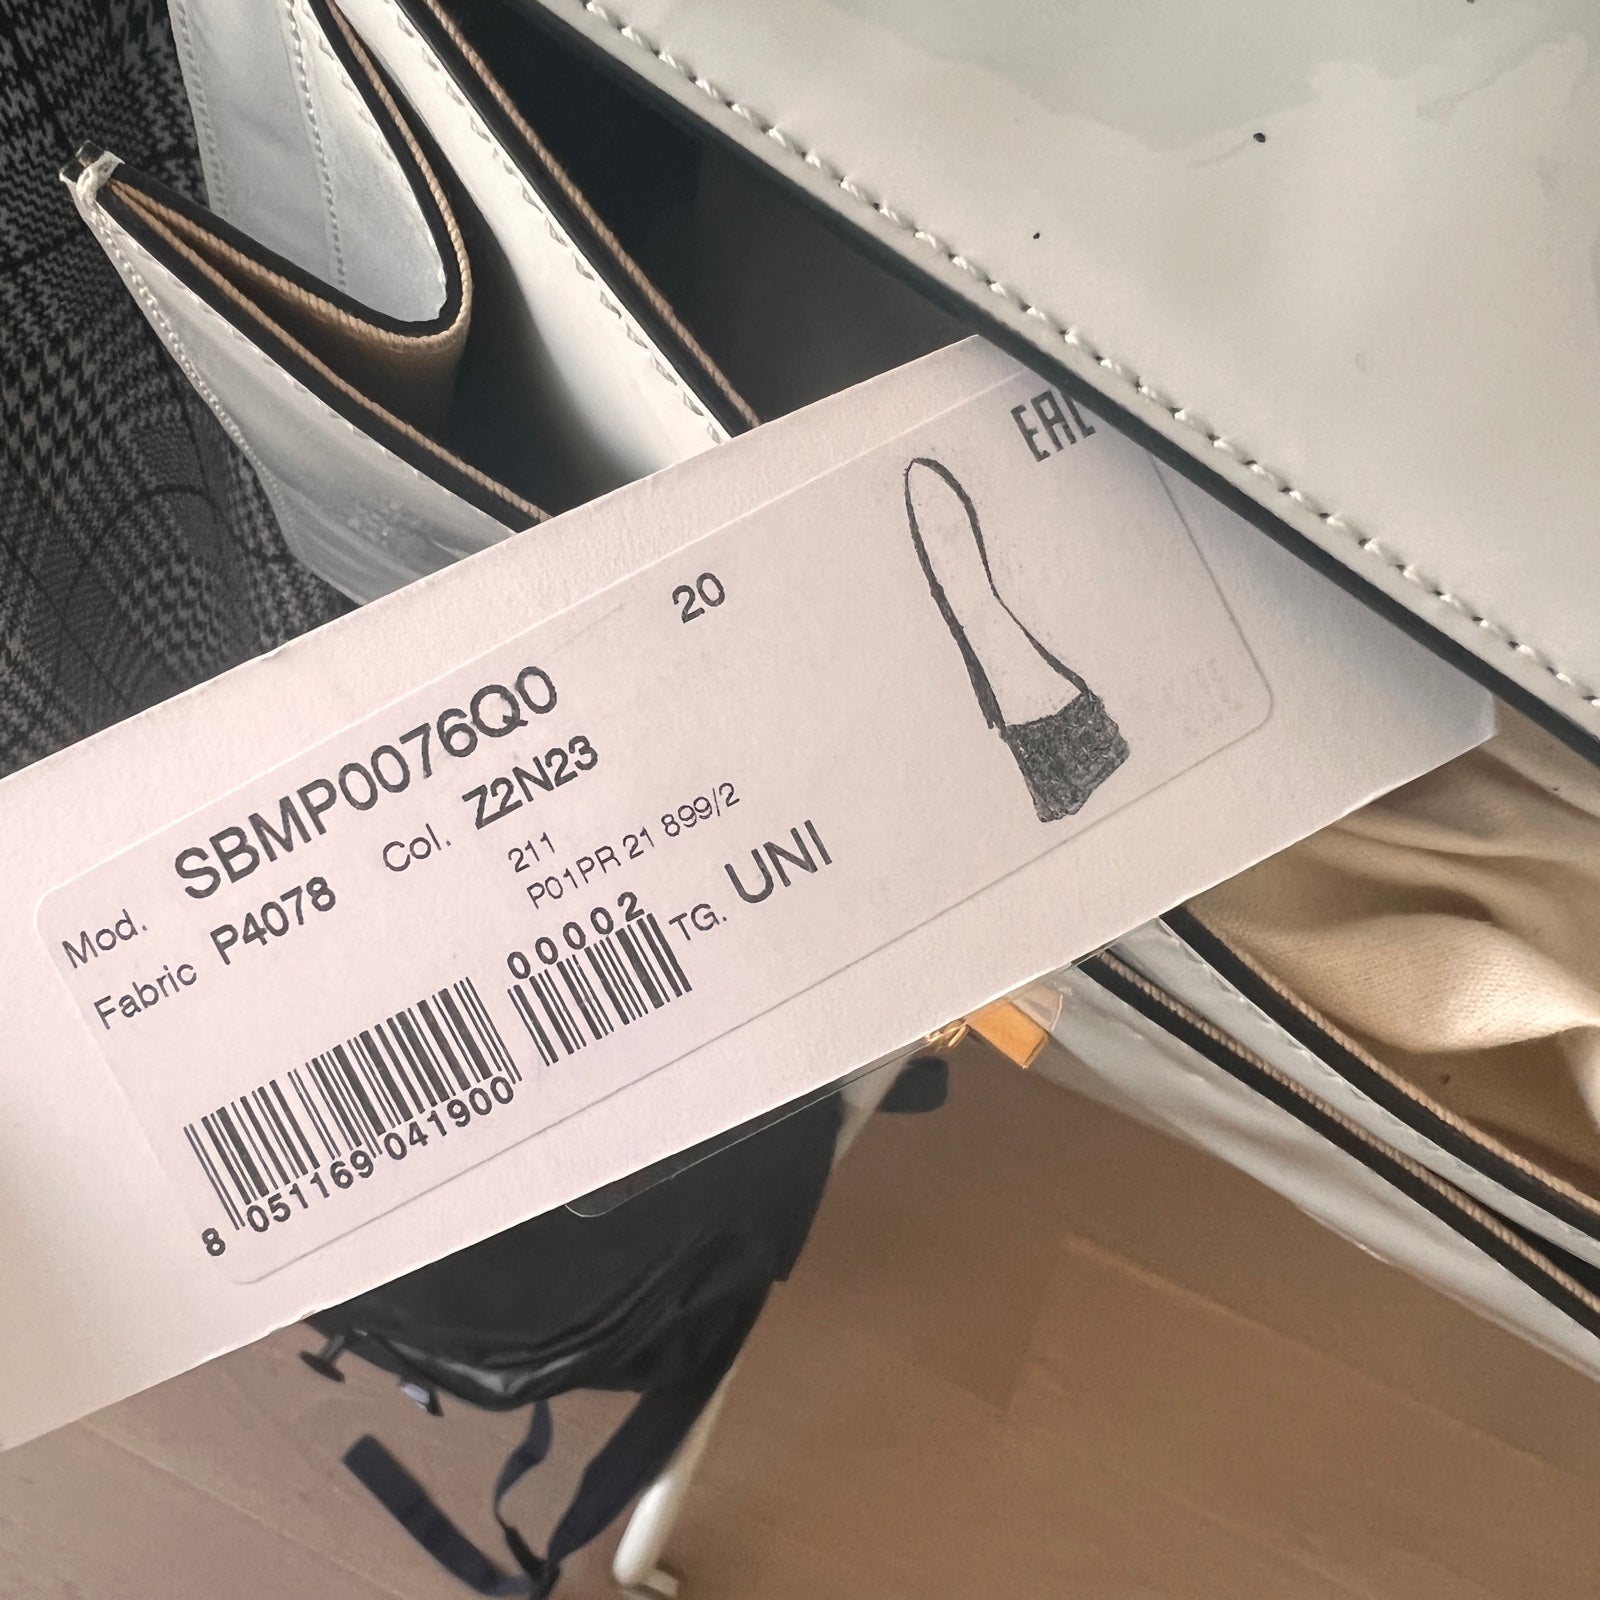 EAC
20
Mod. SBMP0076Q0
Fabric P4078 Col. Z2N23
211
P01PR 21 899/2
00002 TG. UNI
8 051169 041900